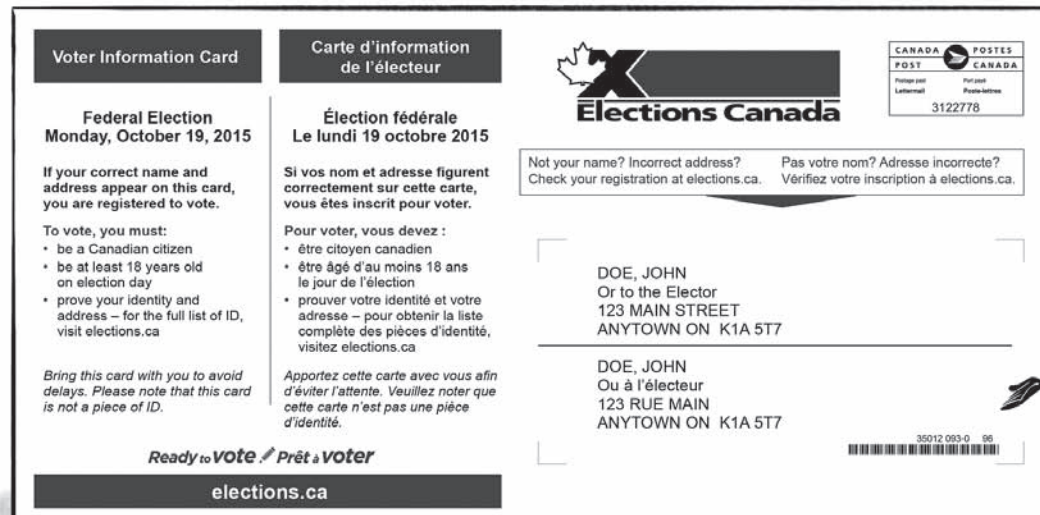 Voter Information Card
Federal Election
Monday, October 19, 2015
If your correct name and
address appear on this card,
you are registered to vote.
To vote, you must:
• be a Canadian citizen
• be at least 18 years old
on election day
• prove your identity and
address – for the full list of ID,
visit elections.ca
Bring this card with you to avoid
delays. Please note that this card
is not a piece of ID.
Carte d'information
de l'électeur
Élection fédérale
Le lundi 19 octobre 2015
Si vos nom et adresse figurent
correctement sur cette carte,
vous êtes inscrit pour voter.
Pour voter, vous devez :
• être citoyen canadien
• être âgé d'au moins 18 ans
le jour de l'élection
• prouver votre identité et votre
adresse – pour obtenir la liste
complète des pièces d'identité,
visitez elections.ca
Apportez cette carte avec vous afin
d'éviter l'attente. Veuillez noter que
cette carte n'est pas une pièce
d'identité.
Ready to vote Prêt à voter
elections.ca
Elections Canada
CANADA POSTES
POST CANADA
Postage paid Port payé
Lettermail Poste-lettres
3122778
Not your name? Incorrect address?
Check your registration at elections.ca.
Pas votre nom? Adresse incorrecte?
Vérifiez votre inscription à elections.ca.
DOE, JOHN
Or to the Elector
123 MAIN STREET
ANYTOWN ON K1A 5T7
DOE, JOHN
Ou à l'électeur
123 RUE MAIN
ANYTOWN ON K1A 5T7
35012 093-0 96